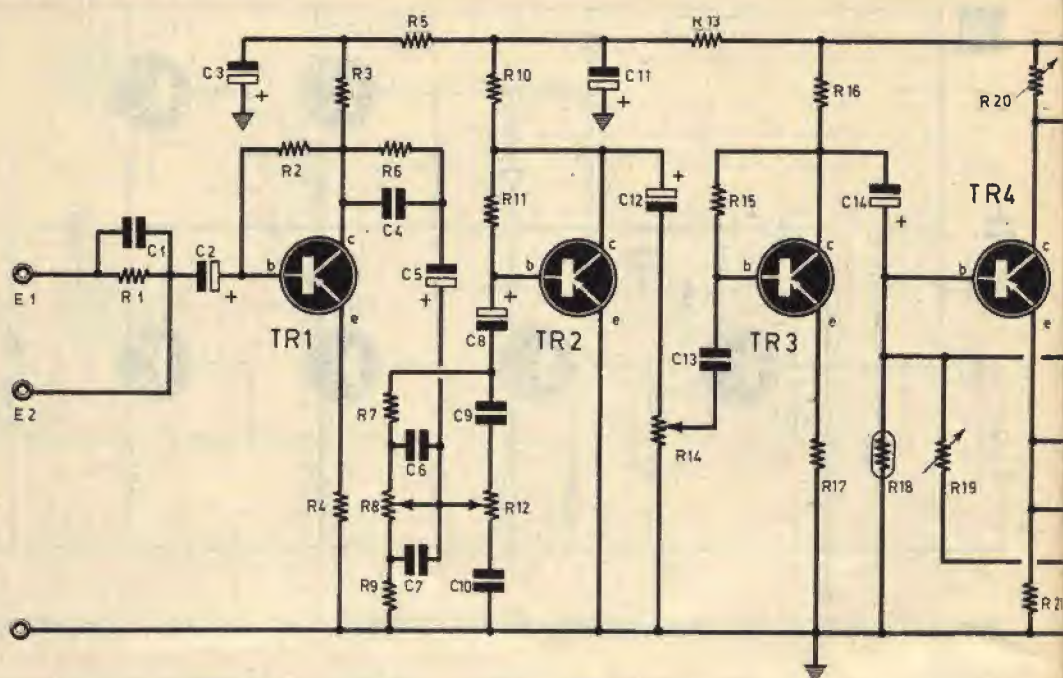 R5
R13
C3
+
R3
R10
C11
+
R16
R20
R2
R6
R11
C12
+
R15
C14
+
TR4
C4
c
c
c
c
C1
C2
R1
+
b
C5
+
+
b
b
b
E1
TR1
e
C8
TR2
e
C13
TR3
e
e
E2
R7
C9
C6
R14
R4
R8
R12
R17
R18
R19
R9
C7
C10
R21